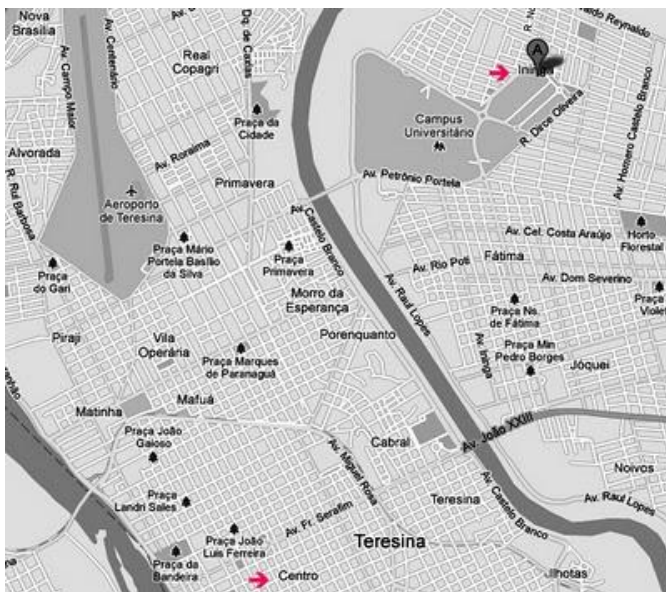 Nova
Brasília
Av. Campo Maior
Av. Centenário
Real
Copagri
Dq. de Caxias
Praça da
Cidade
Alvorada
Av. Roraima
R. Rui Barbosa
Aeroporto
de Teresina
Primavera
Praça Mário
Portela Basílio
da Silva
Praça
do Gari
Av. Castelo Branco
Praça
Primavera
Morro da
Esperança
Porenquanto
Piraji
Vila
Operária
Praça Marques
de Paranaguá
Matinha
Mafuá
Praça João
Gaioso
Praça
Landri Sales
Praça João
Luis Ferreira
Praça da
Bandeira
Centro
Av. Fr. Serafim
Av. Miguel Rosa
Cabral
Teresina
Teresina
Ilhotas
A
Ininga
Campus
Universitário
R. Dirce Oliveira
Av. Homero Castelo Branco
Av. Petrônio Portela
Av. Cel. Costa Araújo
Horto
Florestal
Av. Rio Poti
Fátima
Av. Dom Severino
Av. Raul Lopes
Praça Ns.
de Fátima
Praça
Violet
Av. Ininga
Praça Min
Pedro Borges
Jóquei
Av. João XXIII
Noivos
Av. Raul Lopes
Av. Castelo Branco